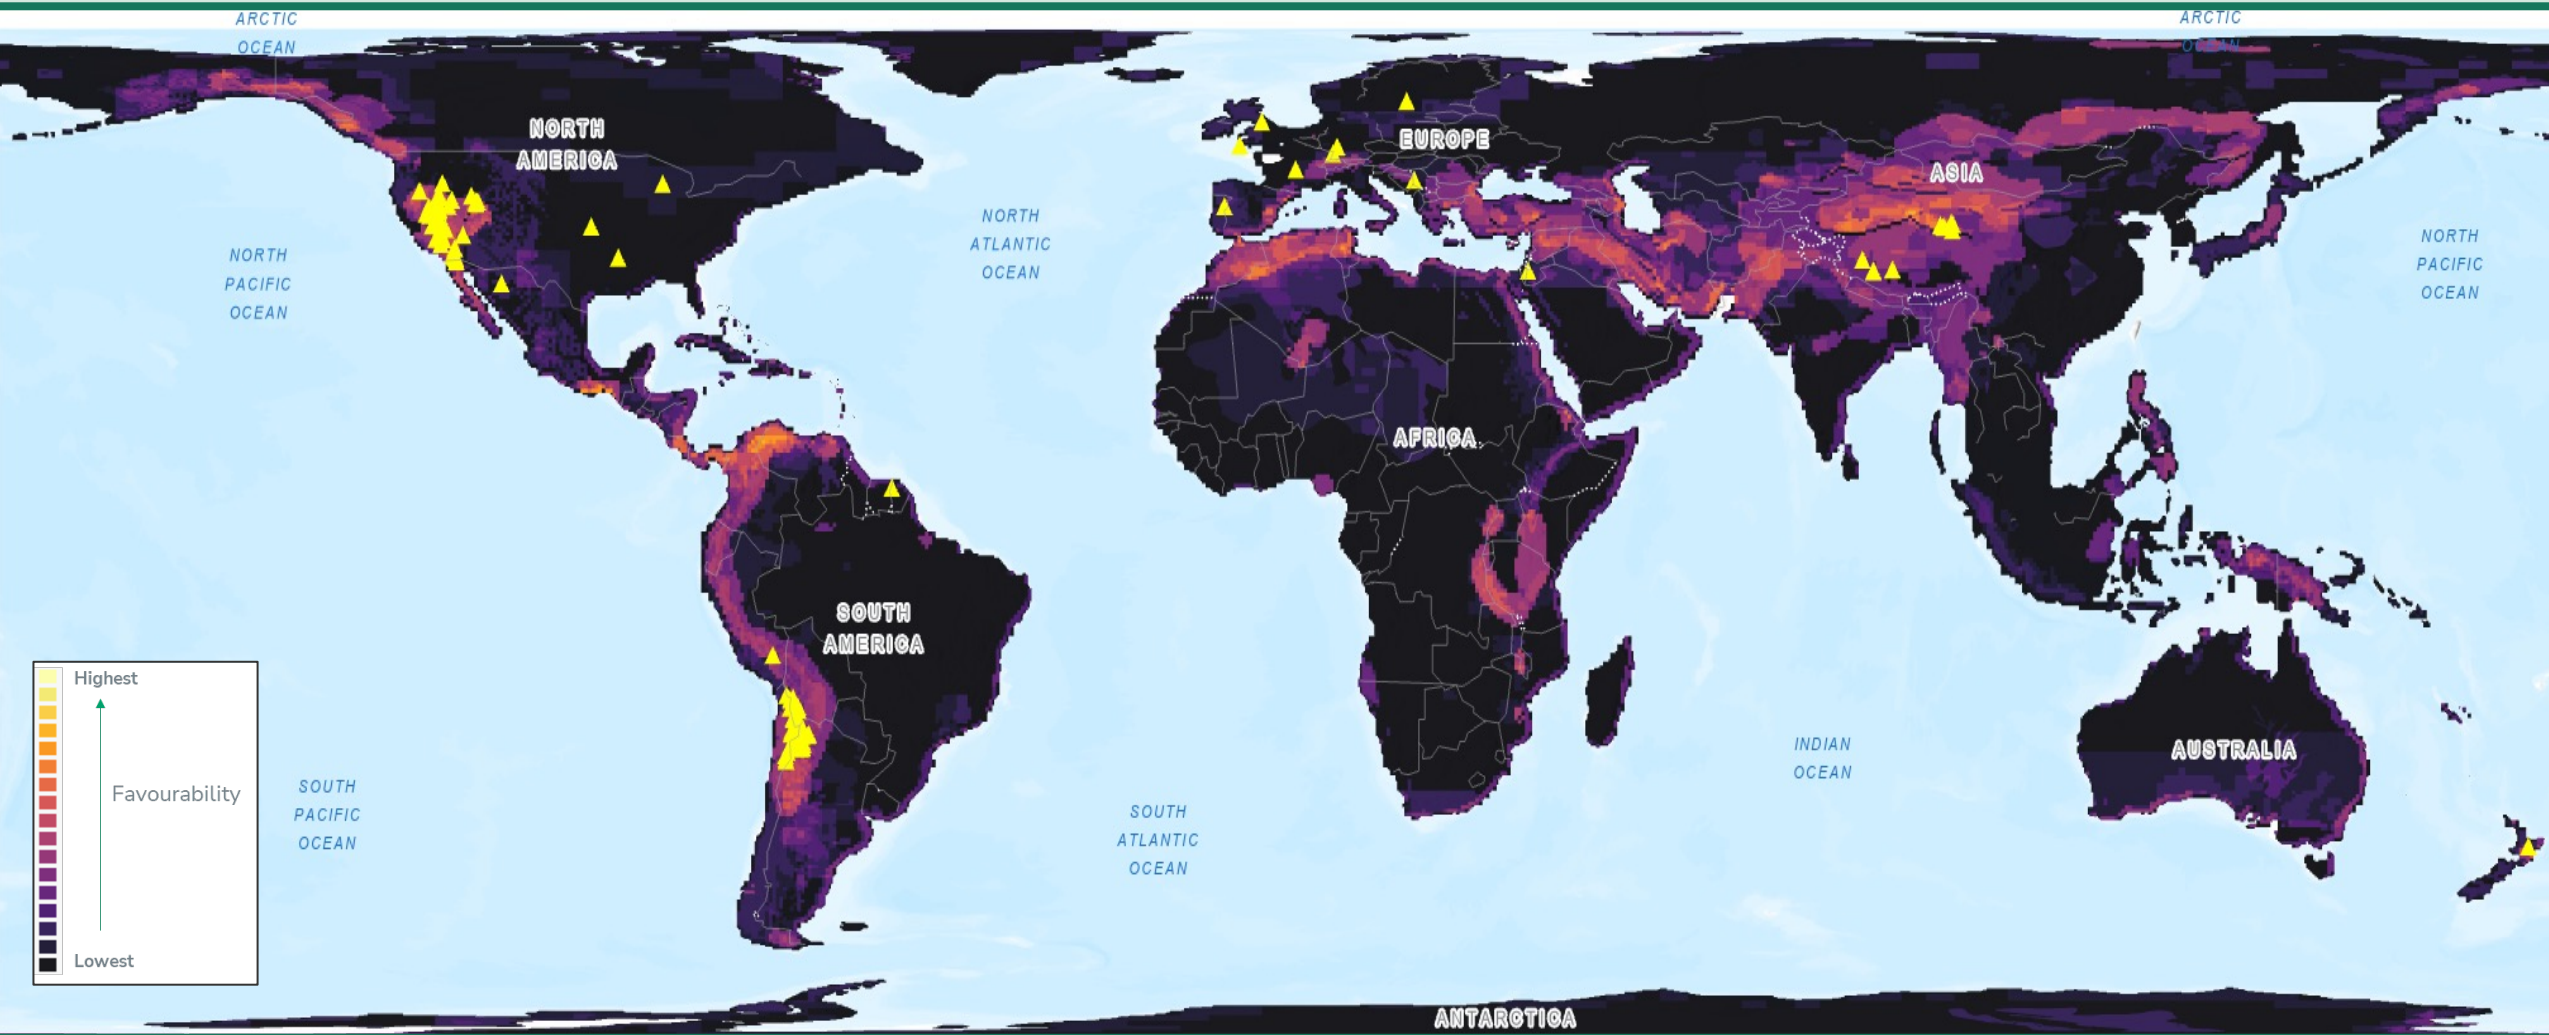 ARCTIC
OCEAN
ARCTIC
OCEAN
NORTH
AMERICA
EUROPE
ASIA
NORTH
ATLANTIC
OCEAN
NORTH
PACIFIC
OCEAN
NORTH
PACIFIC
OCEAN
AFRICA
SOUTH
AMERICA
Highest
Favourability
Lowest
SOUTH
PACIFIC
OCEAN
SOUTH
ATLANTIC
OCEAN
INDIAN
OCEAN
AUSTRALIA
ANTARCTICA